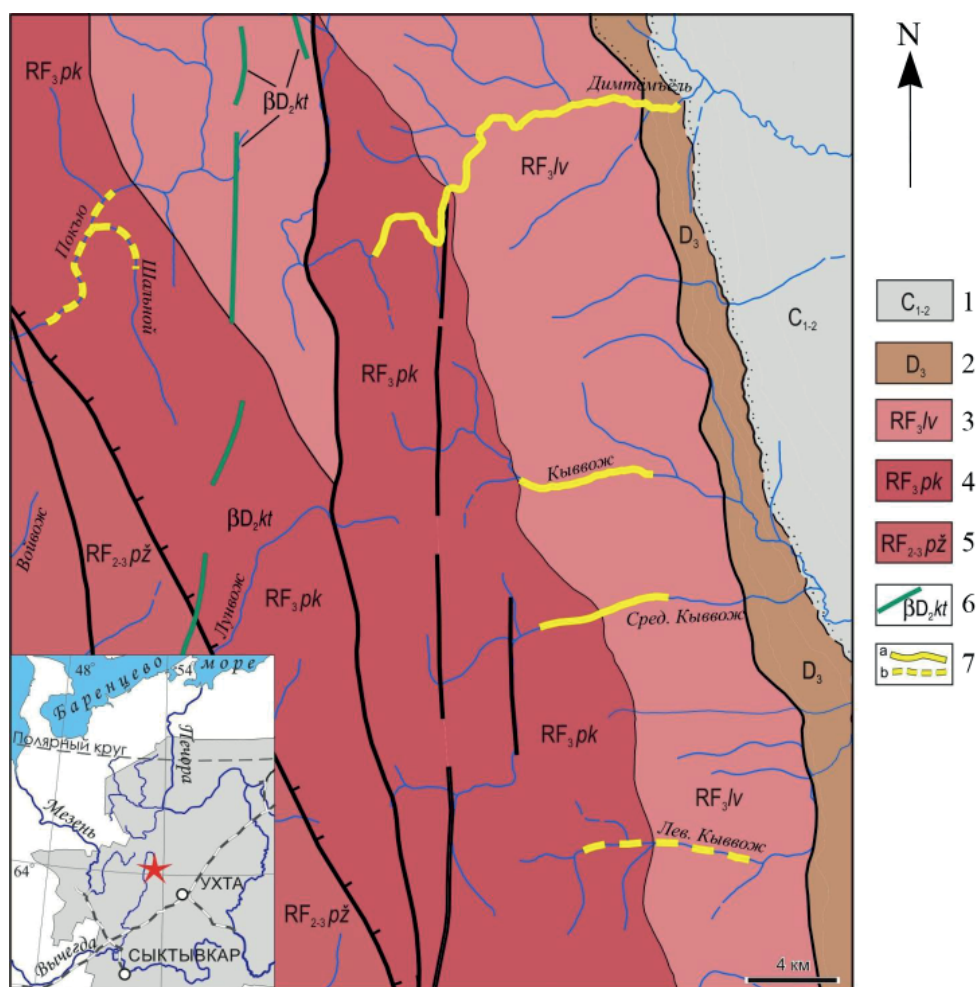 RF3pk
βD2kt
Димтемъёль
N
RF3lv
Покъю
Шальной
D3
C1-2
RF3pk
Кыввож
Войвож
RF2-3pž
βD2kt
Лунвож
RF3pk
Сред. Кыввож
D3
RF3pk
RF3lv
Лев. Кыввож
RF2-3pž
4 км
48°
54°
Баренцево море
Полярный круг
Печора
Мезень
64°
УХТА
Вычегда
СЫКТЫВКАР
C1-2 1
D3 2
RF3lv 3
RF3pk 4
RF2-3pž 5
βD2kt 6
a
b
7